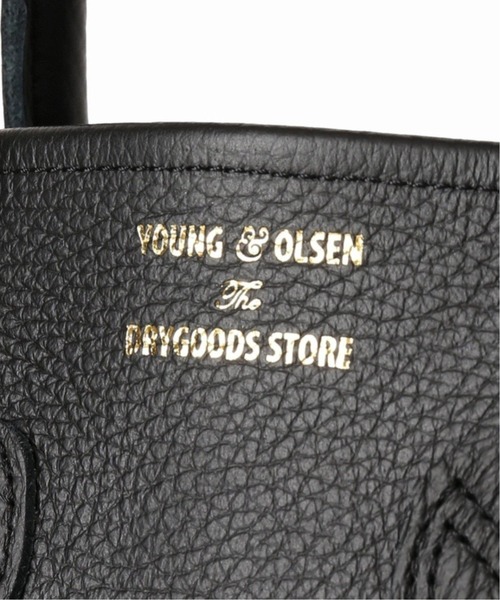 YOUNG & OLSEN
The
DRYGOODS STORE